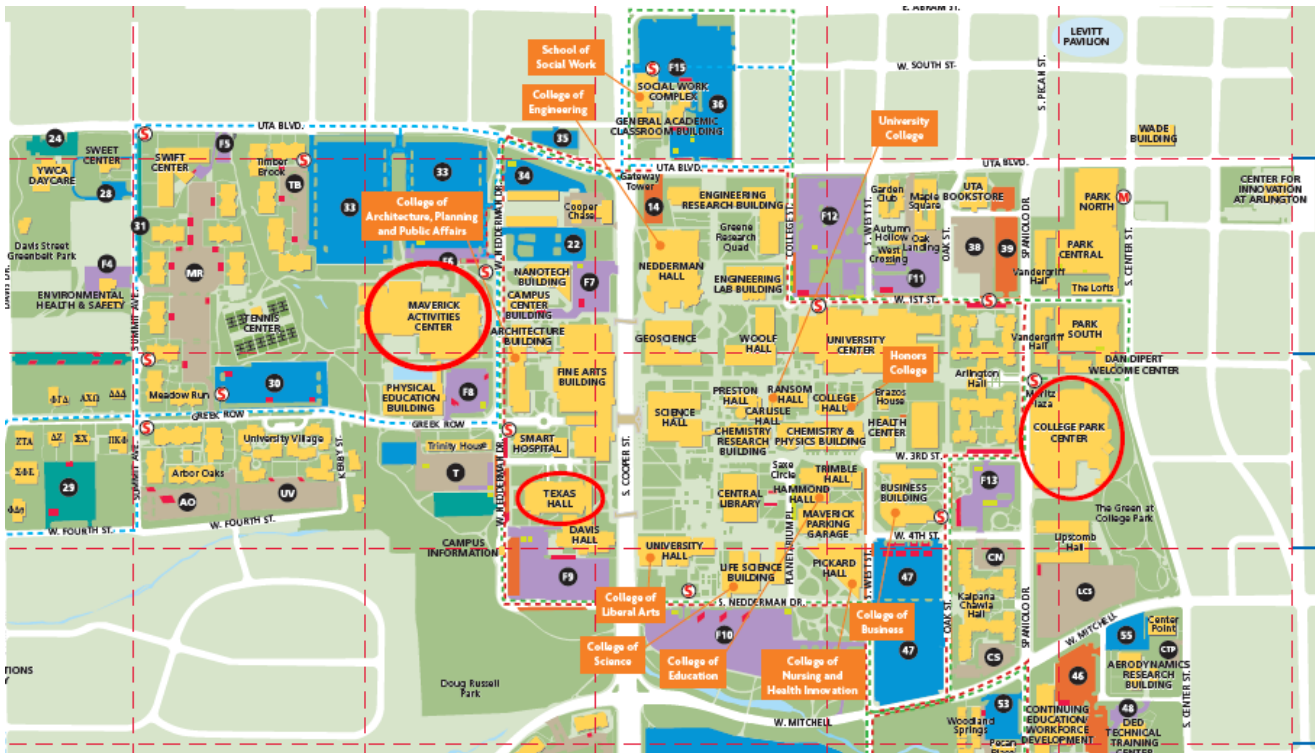 E. ABRAM ST.
LEVITT
PAVILION
S. PECAN ST.
School of
Social Work
S
F15
W. SOUTH ST.
SOCIAL WORK
COMPLEX
College of
Engineering
36
GENERAL ACADEMIC
CLASSROOM BUILDING
University
College
WADE
BUILDING
24
S
UTA BLVD.
F5
35
SWEET
CENTER
SWIFT
CENTER
Timber
Brook
S
YWCA
DAYCARE
28
TB
33
33
34
UTA BLVD.
UTA BLVD.
Gateway
Tower
14
ENGINEERING
RESEARCH BUILDING
F12
Garden
Club
Maple
Square
UTA
BOOKSTORE
PARK
NORTH
M
CENTER FOR
INNOVATION
AT ARLINGTON
College of
Architecture, Planning
and Public Affairs
Cooper
Chase
31
Davis Street
Greenbelt Park
DAVIS DR.
W. NEDDERMAN DR.
22
Greene
Research
Quad
COLLEGE ST.
S. WEST ST.
Autumn
Hollow
Oak
Landing
West
Crossing
OAK ST.
38
39
SPANIOLO DR.
PARK
CENTRAL
S. CENTER ST.
F4
MR
F6
S
NEDDERMAN
HALL
NANOTECH
BUILDING
F7
ENGINEERING
LAB BUILDING
F11
Vandergriff
Hall
The Lofts
ENVIRONMENTAL
HEALTH & SAFETY
SUMMIT AVE.
TENNIS
CENTER
MAVERICK
ACTIVITIES
CENTER
CAMPUS
CENTER
BUILDING
S
W. 1ST ST.
S
ARCHITECTURE
BUILDING
GEOSCIENCE
WOOLF
HALL
UNIVERSITY
CENTER
Vandergriff
Hall
PARK
SOUTH
S
DAN DIPERT
WELCOME CENTER
Honors
College
30
Meadow Run
S
PHYSICAL
EDUCATION
BUILDING
F8
FINE ARTS
BUILDING
Arlington
Hall
S
Moritz
Plaza
ΦΓΔ
ΑΧΩ
ΔΔΔ
PRESTON
HALL
RANSOM
HALL
CARLISLE
HALL
COLLEGE
HALL
Brazos
House
GREEK ROW
GREEK ROW
SCIENCE
HALL
COLLEGE PARK
CENTER
ZTA
ΔΖ
ΣΧ
ΠΚΦ
S
University Village
KERBY ST.
Trinity House
S
SMART
HOSPITAL
S. COOPER ST.
CHEMISTRY
RESEARCH
BUILDING
CHEMISTRY &
PHYSICS BUILDING
HEALTH
CENTER
W. 3RD ST.
ΣΦΕ
29
SUMMIT AVE.
Arbor Oaks
AO
UV
T
W. NEDDERMAN DR.
TEXAS
HALL
CENTRAL
LIBRARY
Saxe
Circle
HAMMOND
HALL
TRIMBLE
HALL
BUSINESS
BUILDING
F13
ΦΔΘ
W. FOURTH ST.
W. FOURTH ST.
PLANETARIUM PL.
MAVERICK
PARKING
GARAGE
S
The Green at
College Park
CAMPUS
INFORMATION
DAVIS
HALL
UNIVERSITY
HALL
W. 4TH ST.
Lipscomb
Hall
F9
LIFE SCIENCE
BUILDING
PICKARD
HALL
S. WEST ST.
47
CN
LCS
S
College of
Liberal Arts
S. NEDDERMAN DR.
OAK ST.
Kalpana
Chawla
Hall
SPANIOLO DR.
F10
College of
Business
W. MITCHELL
55
Center
Point
College of
Science
College of
Education
College of
Nursing and
Health Innovation
47
CS
CTP
AERODYNAMICS
RESEARCH
BUILDING
Doug Russell
Park
46
S. CENTER ST.
W. MITCHELL
53
Woodland
Springs
Pecan
Place
CONTINUING
EDUCATION/
WORKFORCE
DEVELOPMENT
48
DED
TECHNICAL
TRAINING
CENTER